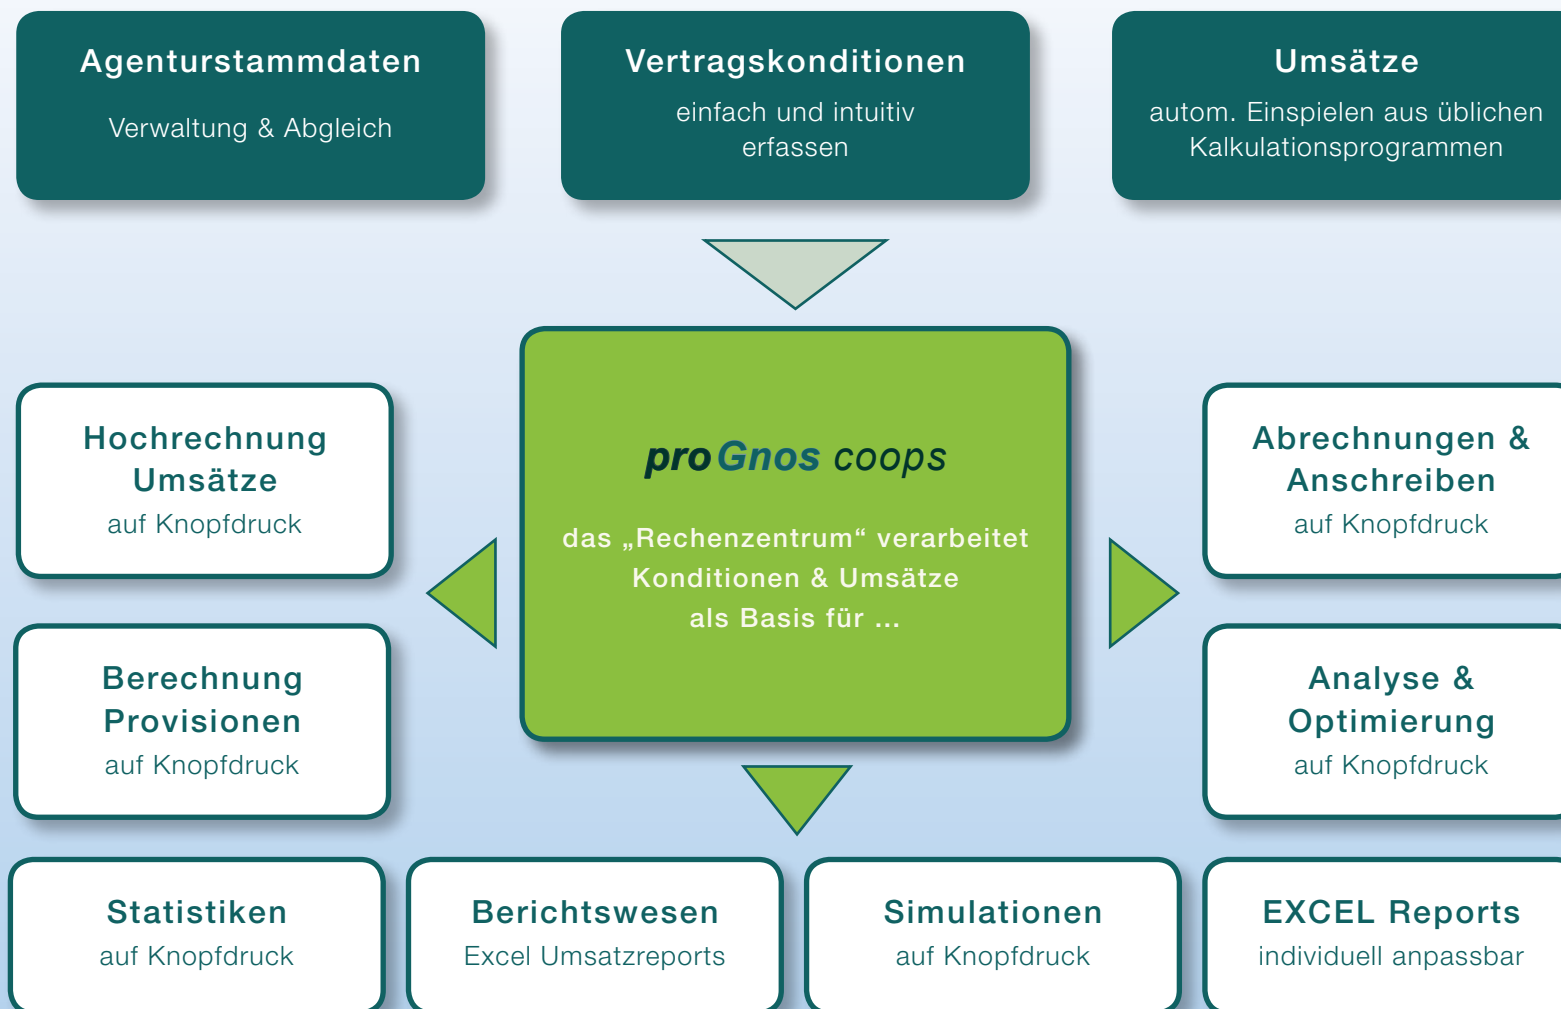 Agenturstammdaten
Verwaltung & Abgleich
Vertragskonditionen
einfach und intuitiv
erfassen
Umsätze
autom. Einspielen aus üblichen
Kalkulationsprogrammen
Hochrechnung
Umsätze
auf Knopfdruck
Berechnung
Provisionen
auf Knopfdruck
proGnos coops
das „Rechenzentrum“ verarbeitet
Konditionen & Umsätze
als Basis für ...
Abrechnungen &
Anschreiben
auf Knopfdruck
Analyse &
Optimierung
auf Knopfdruck
Statistiken
auf Knopfdruck
Berichtswesen
Excel Umsatzreports
Simulationen
auf Knopfdruck
EXCEL Reports
individuell anpassbar